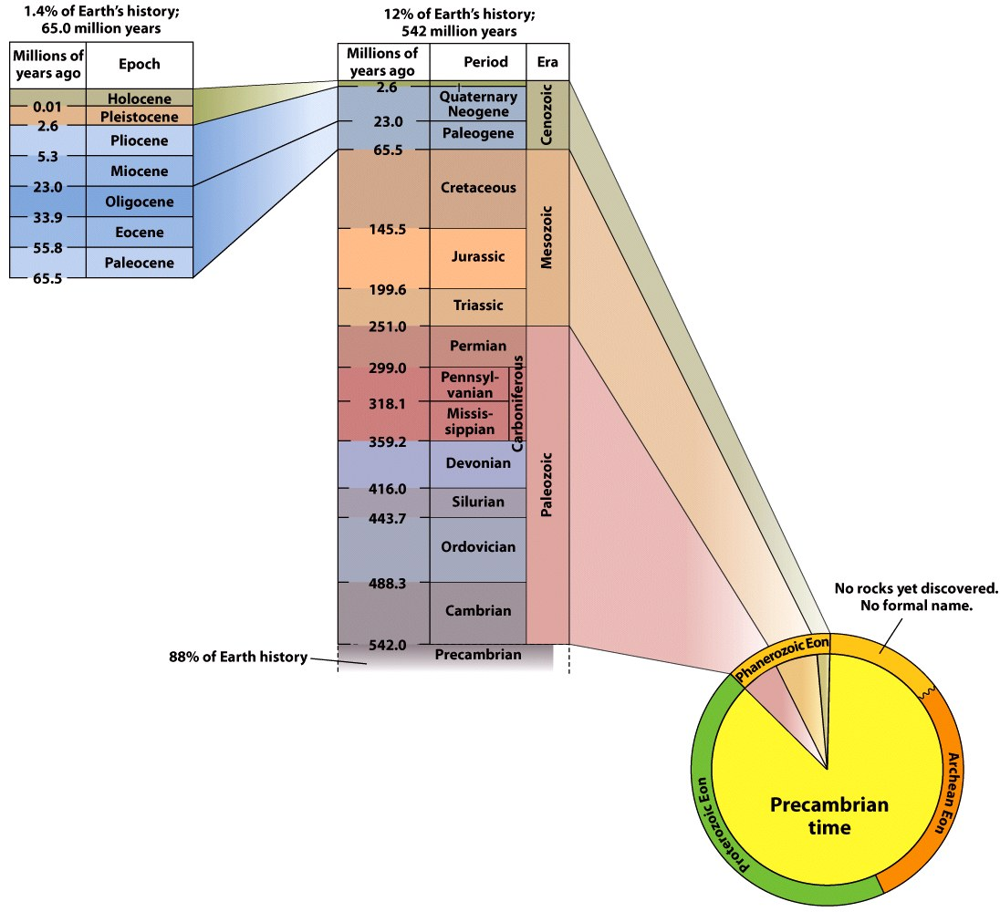 1.4% of Earth's history;
65.0 million years
Millions of
years ago
Epoch
Holocene
0.01
Pleistocene
2.6
Pliocene
5.3
Miocene
23.0
Oligocene
33.9
Eocene
55.8
Paleocene
65.5
12% of Earth's history;
542 million years
Millions of
years ago
Period
Era
2.6
Quaternary
Neogene
23.0
Paleogene
65.5
Cenozoic
Cretaceous
145.5
Jurassic
199.6
Triassic
251.0
Mesozoic
Permian
299.0
Pennsyl-
vanian
318.1
Missis-
sippian
359.2
Carboniferous
Devonian
416.0
Silurian
443.7
Ordovician
488.3
Cambrian
542.0
Paleozoic
Precambrian
88% of Earth history
No rocks yet discovered.
No formal name.
Phanerozoic Eon
Archean Eon
Proterozoic Eon
Precambrian
time